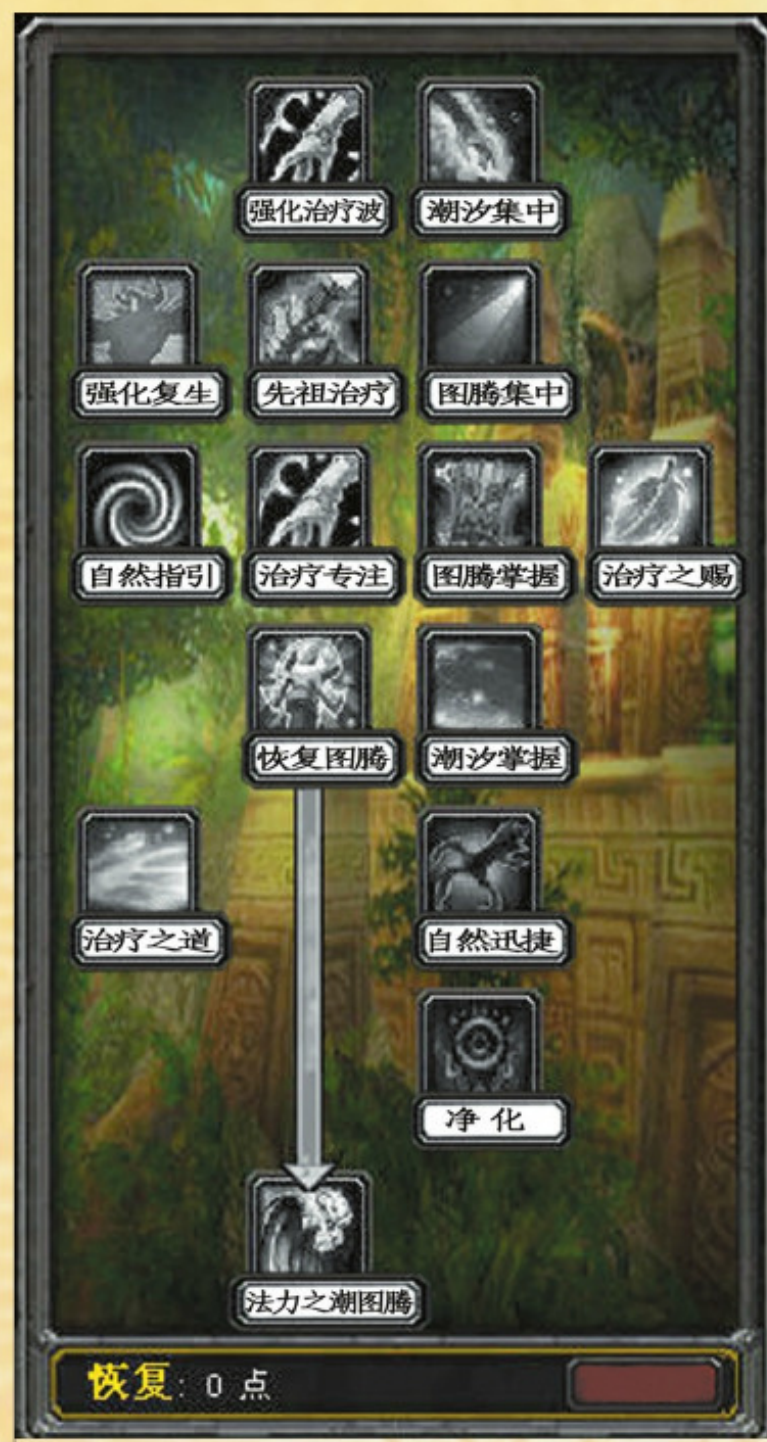 强化治疗波
潮汐集中
强化复生
先祖治疗
图腾集中
自然指引
治疗专注
图腾掌握
治疗之赐
恢复图腾
潮汐掌握
治疗之道
自然迅捷
净化
法力之潮图腾
恢复: 0 点